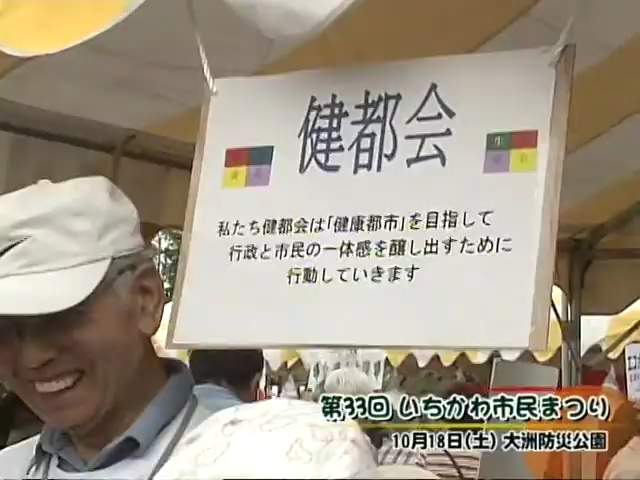 健都会
私たち健都会は「健康都市」を目指して
行政と市民の一体感を醸し出すために
行動していきます
第33回 いちかわ市民まつり
10月18日(土) 大洲防災公園